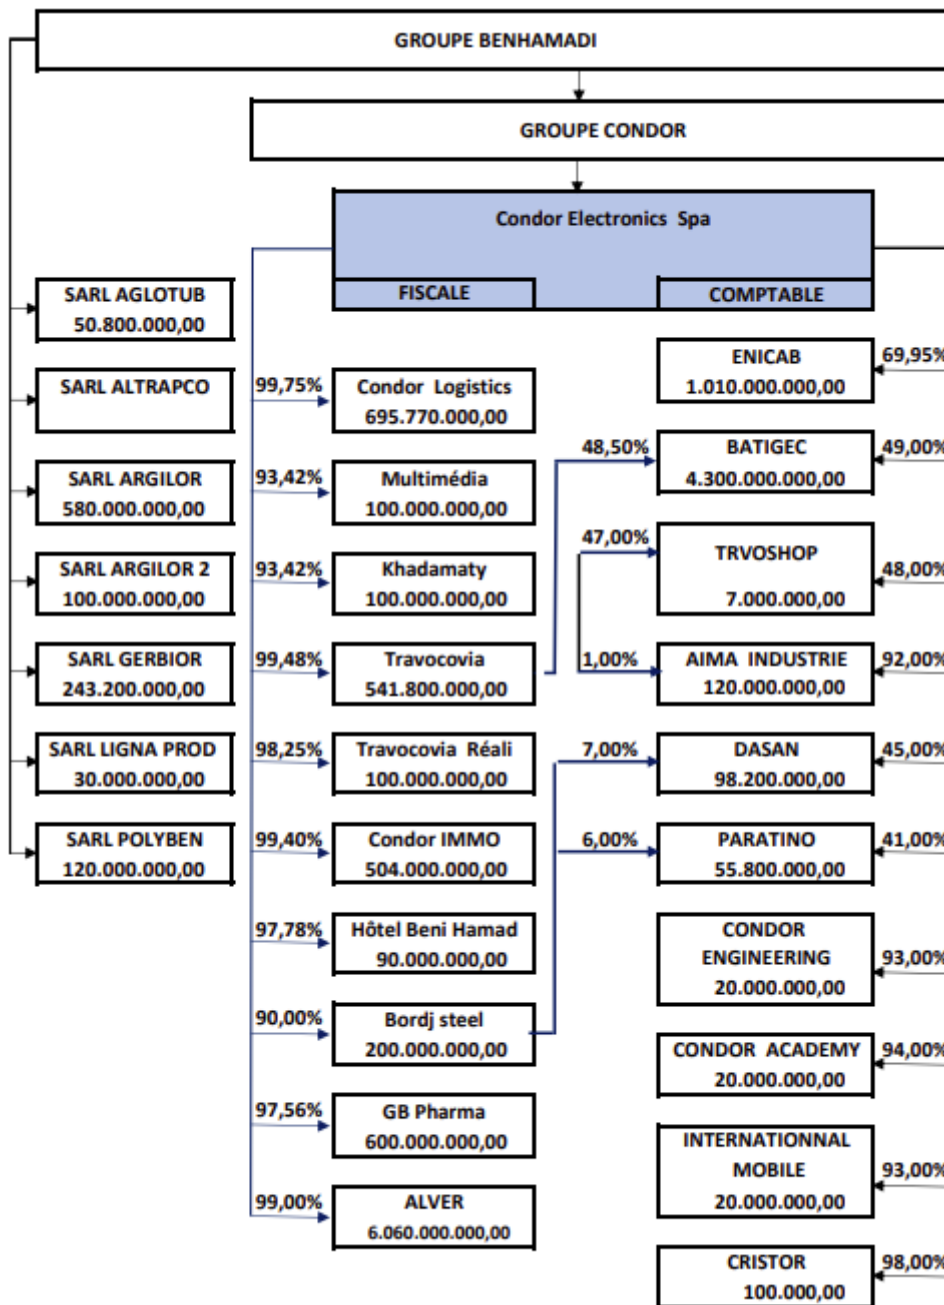 GROUPE BENHAMADI
GROUPE CONDOR
Condor Electronics Spa
FISCALE
COMPTABLE
SARL AGLOTUB
50.800.000,00
SARL ALTRAPCO
SARL ARGILOR
580.000.000,00
SARL ARGILOR 2
100.000.000,00
SARL GERBIOR
243.200.000,00
SARL LIGNA PROD
30.000.000,00
SARL POLYBEN
120.000.000,00
99,75%
Condor Logistics
695.770.000,00
93,42%
Multimédia
100.000.000,00
93,42%
Khadamaty
100.000.000,00
99,48%
Travocovia
541.800.000,00
98,25%
Travocovia Réali
100.000.000,00
99,40%
Condor IMMO
504.000.000,00
97,78%
Hôtel Beni Hamad
90.000.000,00
90,00%
Bordj steel
200.000.000,00
97,56%
GB Pharma
600.000.000,00
99,00%
ALVER
6.060.000.000,00
ENICAB
1.010.000.000,00
69,95%
48,50%
BATIGEC
4.300.000.000,00
49,00%
47,00%
TRVOSHOP
7.000.000,00
48,00%
1,00%
AIMA INDUSTRIE
120.000.000,00
92,00%
7,00%
DASAN
98.200.000,00
45,00%
6,00%
PARATINO
55.800.000,00
41,00%
CONDOR
ENGINEERING
20.000.000,00
93,00%
CONDOR ACADEMY
20.000.000,00
94,00%
INTERNATIONNAL
MOBILE
20.000.000,00
93,00%
CRISTOR
100.000,00
98,00%